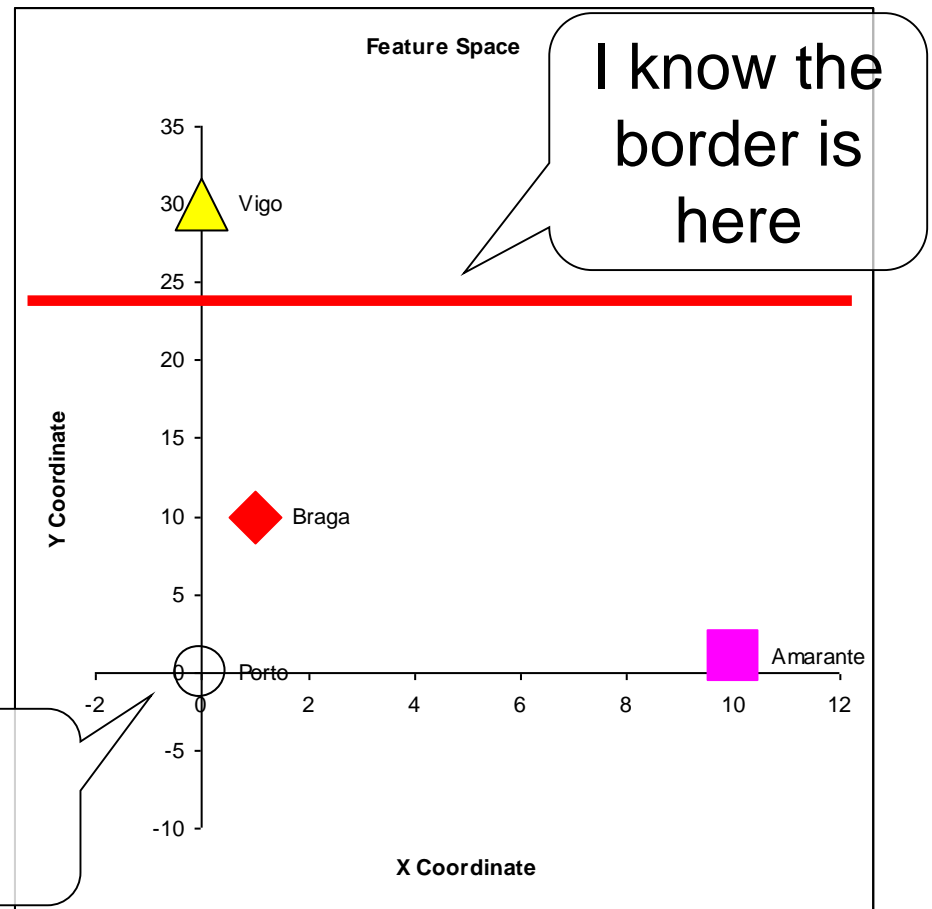 Feature Space
I know the
border is
here
35
30
Vigo
25
20
15
10
Braga
5
0
Porto
Amarante
-2
0
2
4
6
8
10
12
-5
-10
Y Coordinate
X Coordinate